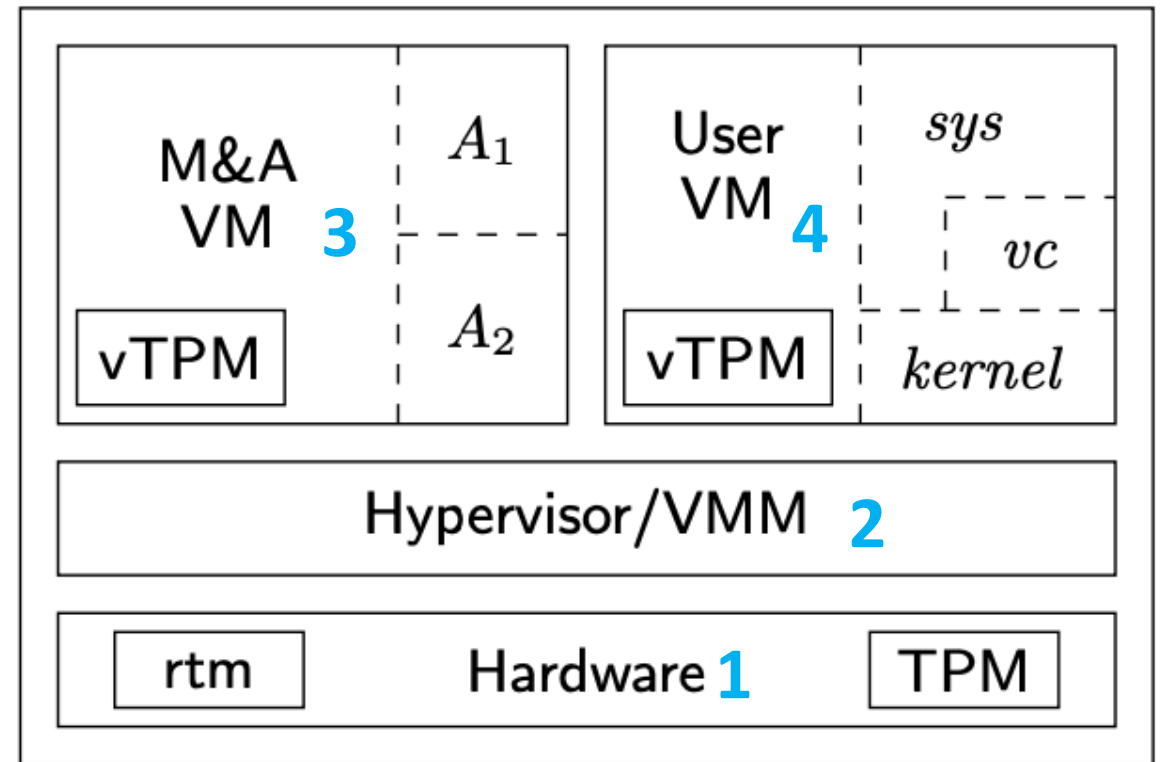 M&A
VM 3
A₁
A₂
vTPM
User
VM 4
sys
vc
kernel
vTPM
Hypervisor/VMM 2
rtm
Hardware 1
TPM